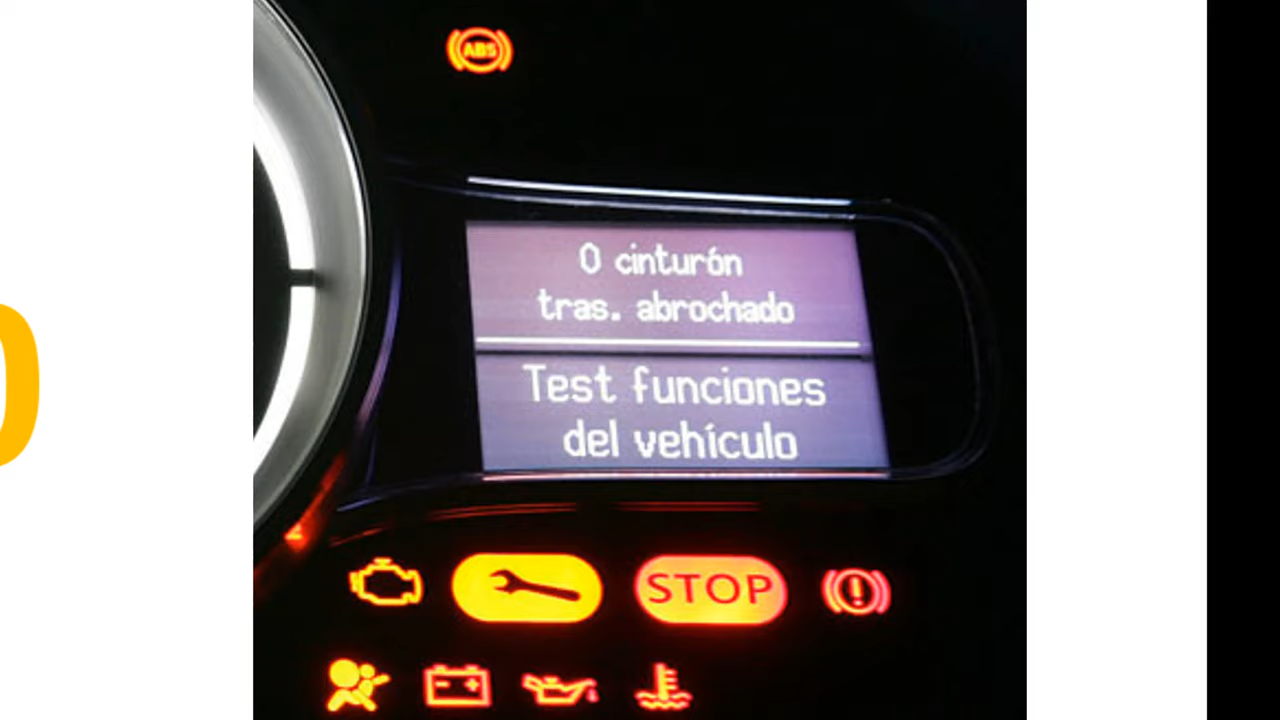 ABS
0 cinturón
tras. abrochado
Test funciones
del vehículo
STOP